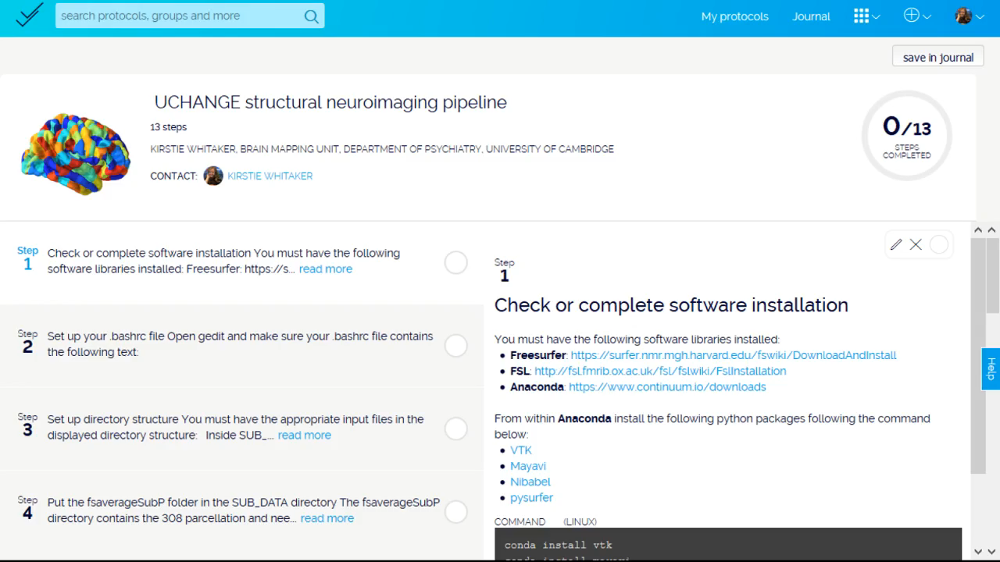 search protocols, groups and more
My protocols
Journal
save in journal
UCHANGE structural neuroimaging pipeline
13 steps
KIRSTIE WHITAKER, BRAIN MAPPING UNIT, DEPARTMENT OF PSYCHIATRY, UNIVERSITY OF CAMBRIDGE
CONTACT: KIRSTIE WHITAKER
0/13
STEPS
COMPLETED
Step
1
Check or complete software installation You must have the following
software libraries installed: Freesurfer: https://s... read more
Step
2
Set up your .bashrc file Open gedit and make sure your .bashrc file contains
the following text:
Step
3
Set up directory structure You must have the appropriate input files in the
displayed directory structure: Inside SUB_... read more
Step
4
Put the fsaverageSubP folder in the SUB_DATA directory The fsaverageSubP
directory contains the 308 parcellation and nee... read more
Step
1
Check or complete software installation
You must have the following software libraries installed:
• Freesurfer: https://surfer.nmr.mgh.harvard.edu/fswiki/DownloadAndInstall
• FSL: http://fsl.fmrib.ox.ac.uk/fsl/fslwiki/FslInstallation
• Anaconda: https://www.continuum.io/downloads
From within Anaconda install the following python packages following the command
below:
• VTK
• Mayavi
• Nibabel
• pysurfer
COMMAND (LINUX)
conda install vtk
conda install mayavi
Help